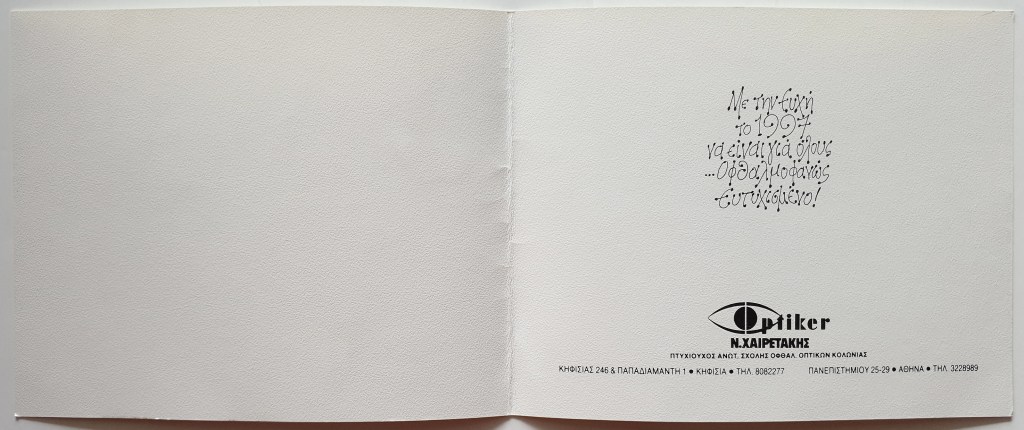 Με την Ευχή
το 1997
να είναι για όλους
...Οφθαλμοφανώς
Ευτυχισμένο!
Optiker
Ν.ΧΑΙΡΕΤΑΚΗΣ
ΠΤΥΧΙΟΥΧΟΣ ΑΝΩΤ. ΣΧΟΛΗΣ ΟΦΘΑΛ. ΟΠΤΙΚΩΝ ΚΟΛΩΝΙΑΣ
ΚΗΦΙΣΙΑΣ 246 & ΠΑΠΑΔΙΑΜΑΝΤΗ 1 ● ΚΗΦΙΣΙΑ ● ΤΗΛ. 8082277 ΠΑΝΕΠΙΣΤΗΜΙΟΥ 25-29 ● ΑΘΗΝΑ ● ΤΗΛ. 3228989